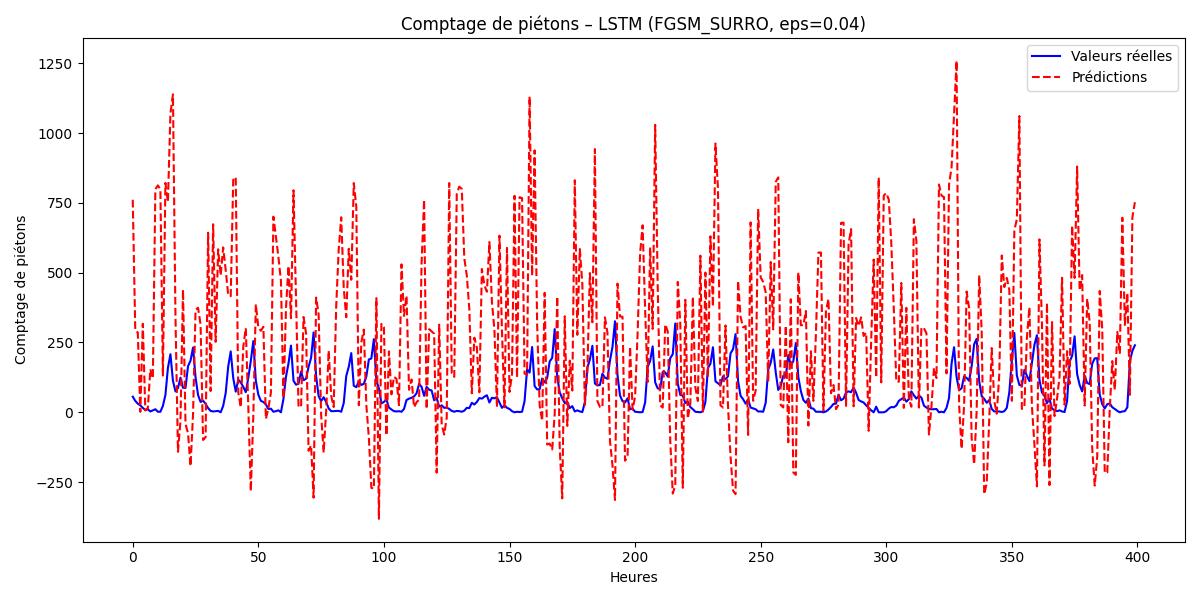 Comptage de piétons – LSTM (FGSM_SURRO, eps=0.04)
Valeurs réelles
Prédictions
Comptage de piétons
1250
1000
750
500
250
0
−250
0 50 100 150 200 250 300 350 400
Heures